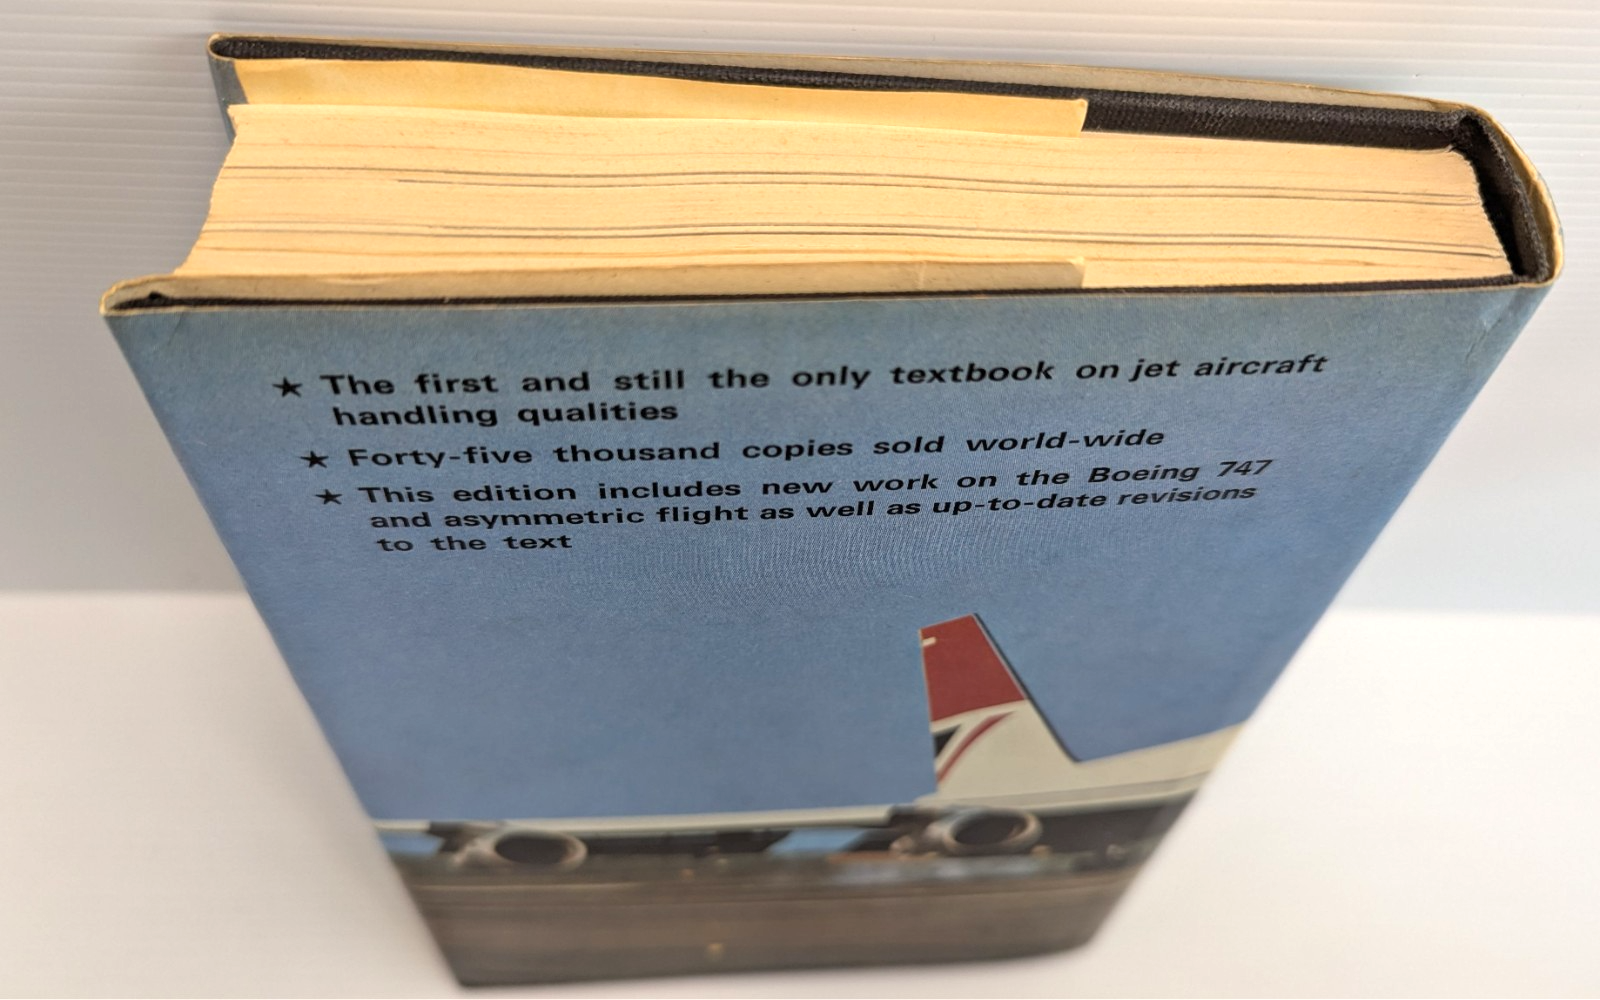 ★ The first and still the only textbook on jet aircraft
handling qualities
★ Forty-five thousand copies sold world-wide
★ This edition includes new work on the Boeing 747
and asymmetric flight as well as up-to-date revisions
to the text